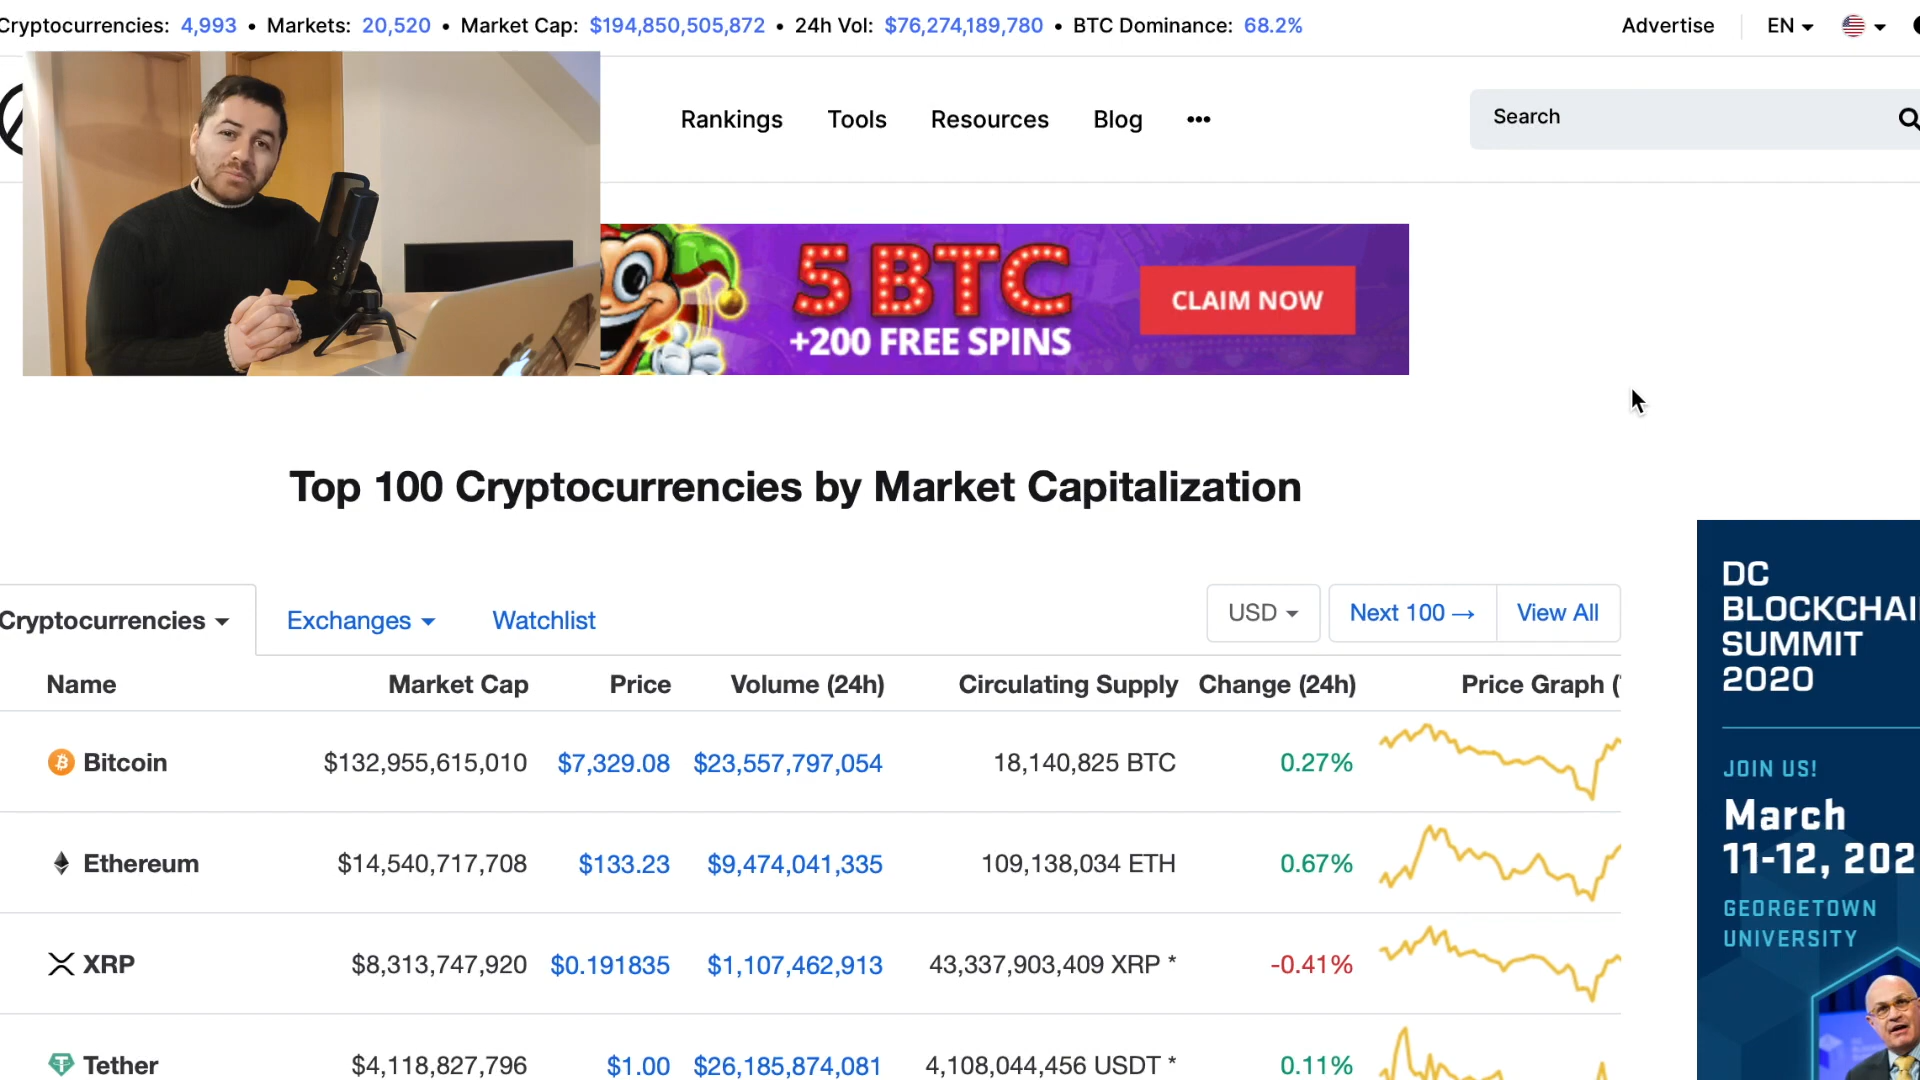 Cryptocurrencies: 4,993 • Markets: 20,520 • Market Cap: $194,850,505,872 • 24h Vol: $76,274,189,780 • BTC Dominance: 68.2%
Advertise EN
Rankings Tools Resources Blog •••
Search
5 BTC
+200 FREE SPINS
CLAIM NOW
Top 100 Cryptocurrencies by Market Capitalization
Cryptocurrencies Exchanges Watchlist USD Next 100 → View All
Name Market Cap Price Volume (24h) Circulating Supply Change (24h) Price Graph (
Bitcoin $132,955,615,010 $7,329.08 $23,557,797,054 18,140,825 BTC 0.27%
Ethereum $14,540,717,708 $133.23 $9,474,041,335 109,138,034 ETH 0.67%
XRP $8,313,747,920 $0.191835 $1,107,462,913 43,337,903,409 XRP * -0.41%
Tether $4,118,827,796 $1.00 $26,185,874,081 4,108,044,456 USDT * 0.11%
DC
BLOCKCHAI
SUMMIT
2020
JOIN US!
March
11-12, 202
GEORGETOWN
UNIVERSITY